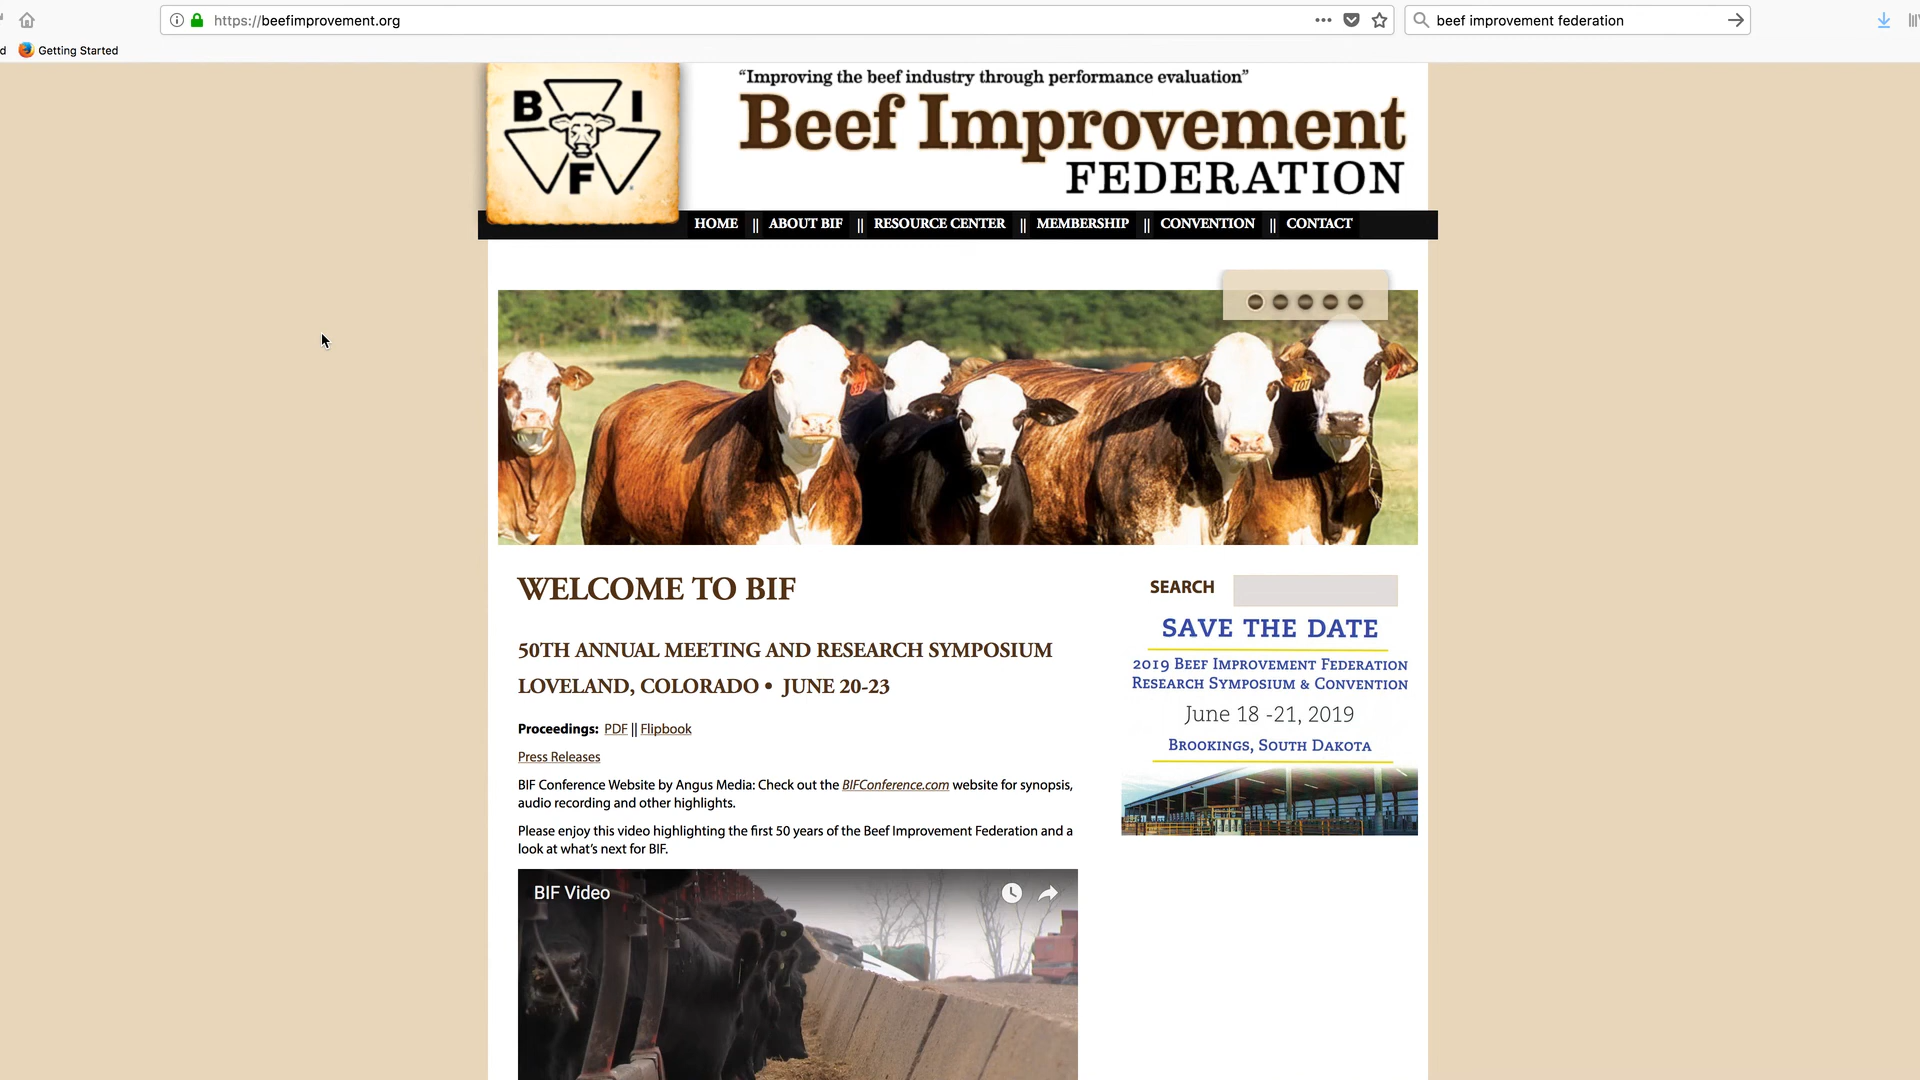 https://beefimprovement.org
beef improvement federation
Getting Started
"Improving the beef industry through performance evaluation"
B I F
Beef Improvement
FEDERATION
HOME || ABOUT BIF || RESOURCE CENTER || MEMBERSHIP || CONVENTION || CONTACT
707
WELCOME TO BIF
50TH ANNUAL MEETING AND RESEARCH SYMPOSIUM
LOVELAND, COLORADO • JUNE 20-23
Proceedings: PDF || Flipbook
Press Releases
BIF Conference Website by Angus Media: Check out the BIFConference.com website for synopsis,
audio recording and other highlights.
Please enjoy this video highlighting the first 50 years of the Beef Improvement Federation and a
look at what's next for BIF.
BIF Video
SEARCH
SAVE THE DATE
2019 Beef Improvement Federation
Research Symposium & Convention
June 18 -21, 2019
Brookings, South Dakota